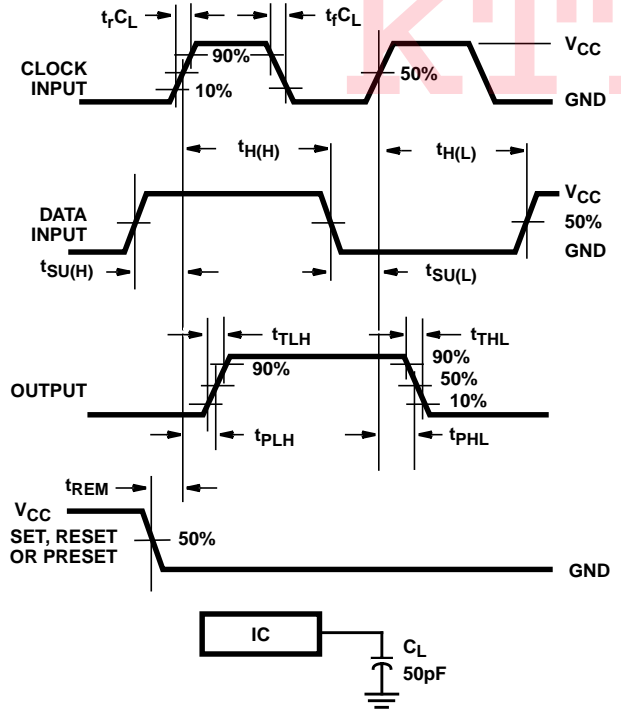 trCL
tfCL
VCC
90%
CLOCK
INPUT
50%
10%
GND
tH(H)
tH(L)
VCC
DATA
INPUT
50%
GND
tSU(H)
tSU(L)
tTLH
tTHL
90%
90%
50%
OUTPUT
10%
tPLH
tPHL
tREM
VCC
SET, RESET
OR PRESET
50%
GND
IC
CL
50pF